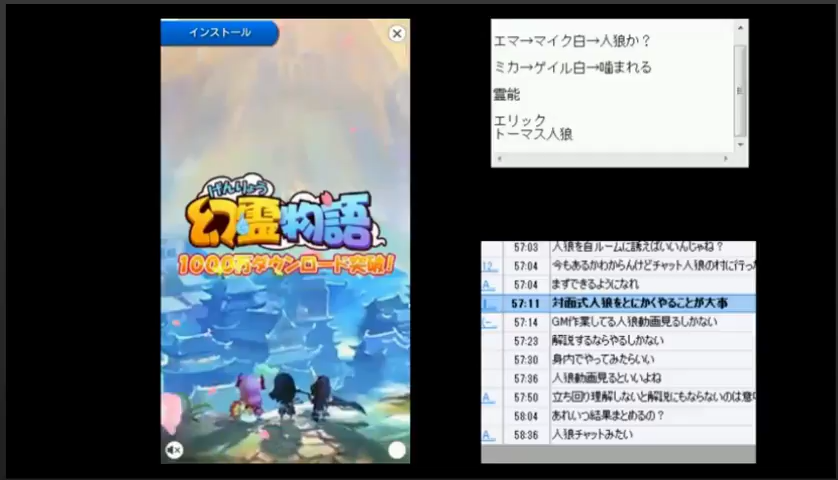 インストール
げんりょう
幻霊物語
1000万ダウンロード突破!
エマ→マイク白→人狼か?
ミカ→ゲイル白→噛まれる
霊能
エリック
トーマス人狼
57:03 人狼を自ルームに誘えばいいんじゃね?
12... 57:04 今もあるかわからんけどチャット人狼の村に行っ
A... 57:04 まずできるようになれ
57:11 対面式人狼をとにかくやることが大事
57:14 GM作業してる人狼動画見るしかない
57:23 解説するならやるしかない
57:30 身内でやってみたらいい
57:36 人狼動画見るといいよね
A... 57:50 立ち回り理解しないと解説にもならないのは意
58:04 あれいつ結果まとめるの?
A... 58:36 人狼チャットみたい